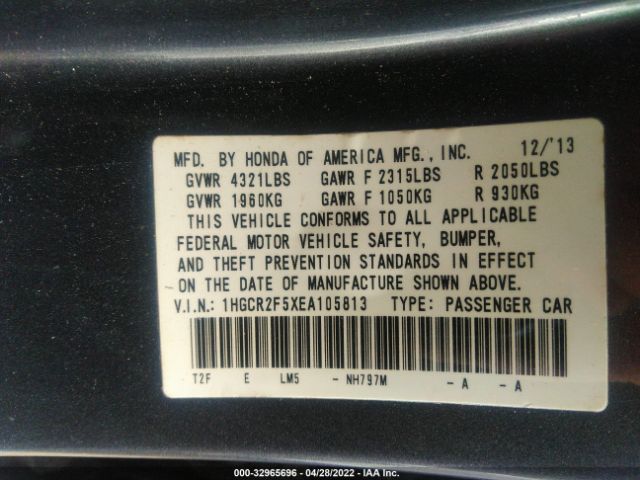 MFD. BY HONDA OF AMERICA MFG., INC. 12/'13
GVWR 4321LBS GAWR F 2315LBS R 2050LBS
GVWR 1960KG GAWR F 1050KG R 930KG
THIS VEHICLE CONFORMS TO ALL APPLICABLE
FEDERAL MOTOR VEHICLE SAFETY, BUMPER,
AND THEFT PREVENTION STANDARDS IN EFFECT
ON THE DATE OF MANUFACTURE SHOWN ABOVE.
V.I.N.: 1HGCR2F5XEA105813 TYPE: PASSENGER CAR
T2F E LM5 - NH797M - A - A
000-32965696 - 04/28/2022 - IAA Inc.